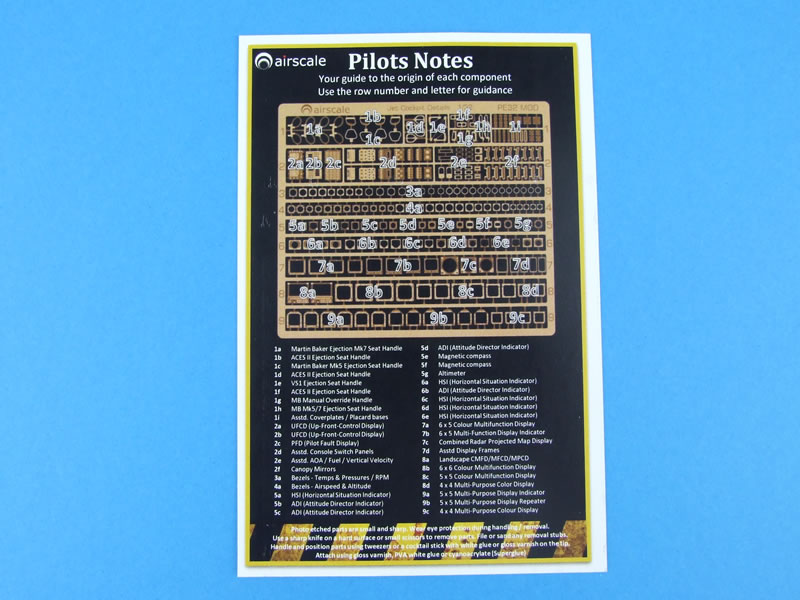 airscale Pilots Notes
Your guide to the origin of each component
Use the row number and letter for guidance
airscale Jet Cockpit Details PE32 MOD
1a 1b 1c 1d 1e 1f 1g 1h 1i
2a 2b 2c 2d 2e 2f
3 3a 3
4 4a 4
5a 5b 5c 5d 5e 5f 5g
6 6a 6b 6c 6d 6e 6
7 7a 7b 7c 7d 7
8a 8b 8c 8d 8
9 9a 9b 9c 9
1a Martin Baker Ejection Mk7 Seat Handle
1b ACES II Ejection Seat Handle
1c Martin Baker Mk5 Ejection Seat Handle
1d ACES II Ejection Seat Handle
1e VS1 Ejection Seat Handle
1f ACES II Ejection Seat Handle
1g MB Manual Override Handle
1h MB Mk5/7 Ejection Seat Handle
1i Asstd. Coverplates / Placard bases
2a UFCD (Up-Front-Control Display)
2b UFCD (Up-Front-Control Display)
2c PFD (Pilot Fault Display)
2d Asstd. Console Switch Panels
2e Asstd. AOA / Fuel / Vertical Velocity
2f Canopy Mirrors
3a Bezels - Temps & Pressures / RPM
4a Bezels - Airspeed & Altitude
5a HSI (Horizontal Situation Indicator)
5b ADI (Attitude Director Indicator)
5c ADI (Attitude Director Indicator)
5d ADI (Attitude Director Indicator)
5e Magnetic compass
5f Magnetic compass
5g Altimeter
6a HSI (Horizontal Situation Indicator)
6b ADI (Attitude Director Indicator)
6c HSI (Horizontal Situation Indicator)
6d HSI (Horizontal Situation Indicator)
6e HSI (Horizontal Situation Indicator)
7a 6 x 5 Colour Multifunction Display
7b 5 x 5 Multi-Function Display Indicator
7c Combined Radar Projected Map Display
7d Asstd Display Frames
8a Landscape CMFD/MFCD/MPCD
8b 6 x 6 Colour Multifunction Display
8c 5 x 5 Colour Multifunction Display
8d 4 x 4 Multi-Purpose Color Display
9a 5 x 5 Multi-Purpose Display Indicator
9b 5 x 5 Multi-Purpose Display Repeater
9c 4 x 4 Multi-Purpose Colour Display
Photo etched parts are small and sharp. Wear eye protection during handling / removal.
Use a sharp knife on a hard surface or small scissors to remove parts. File or sand any removal stubs.
Handle and position parts using tweezers or a cocktail stick with white glue or gloss varnish on the tip.
Attach using gloss varnish, PVA white glue or cyanoacrylate (Superglue)